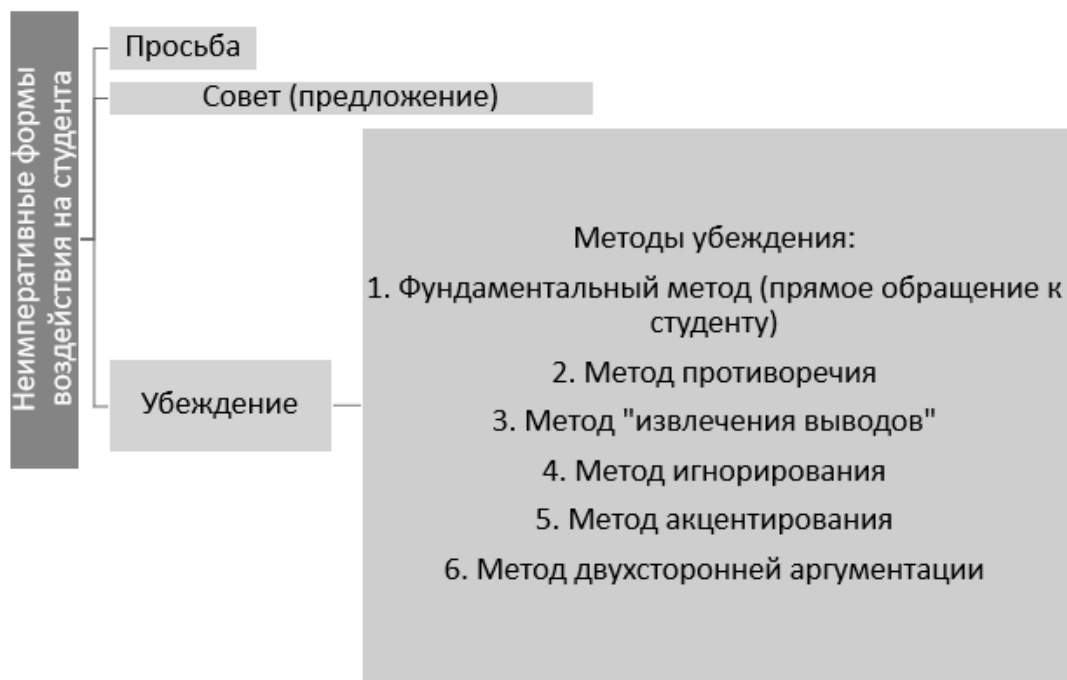 Неимперативные формы
воздействия на студента
Просьба
Совет (предложение)
Убеждение
Методы убеждения:
1. Фундаментальный метод (прямое обращение к
студенту)
2. Метод противоречия
3. Метод "извлечения выводов"
4. Метод игнорирования
5. Метод акцентирования
6. Метод двухсторонней аргументации